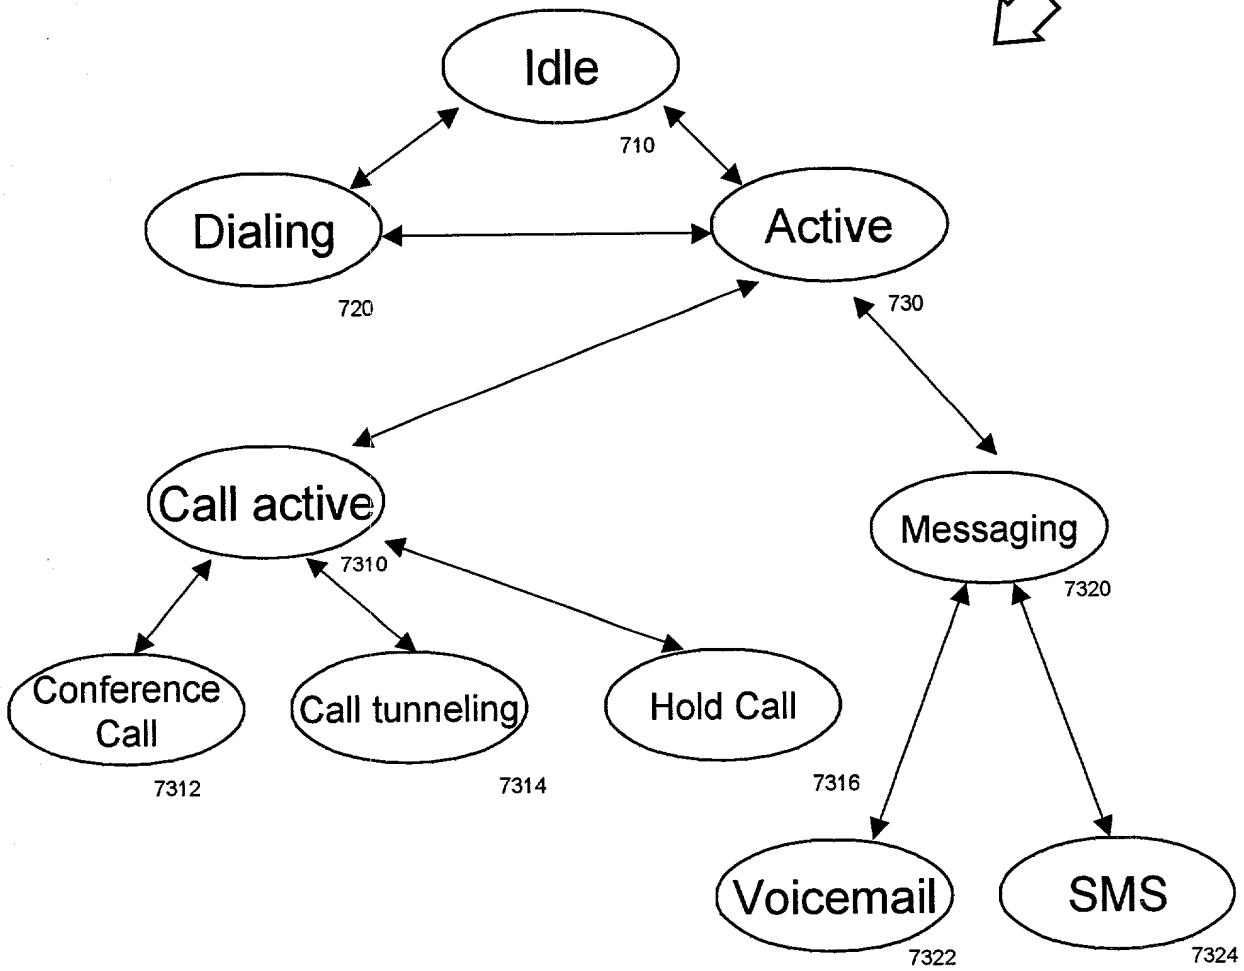 Idle
710
Dialing
Active
720
730
Call active
7310
Messaging
7320
Conference
Call
7312
Call tunneling
7314
Hold Call
7316
Voicemail
7322
SMS
7324